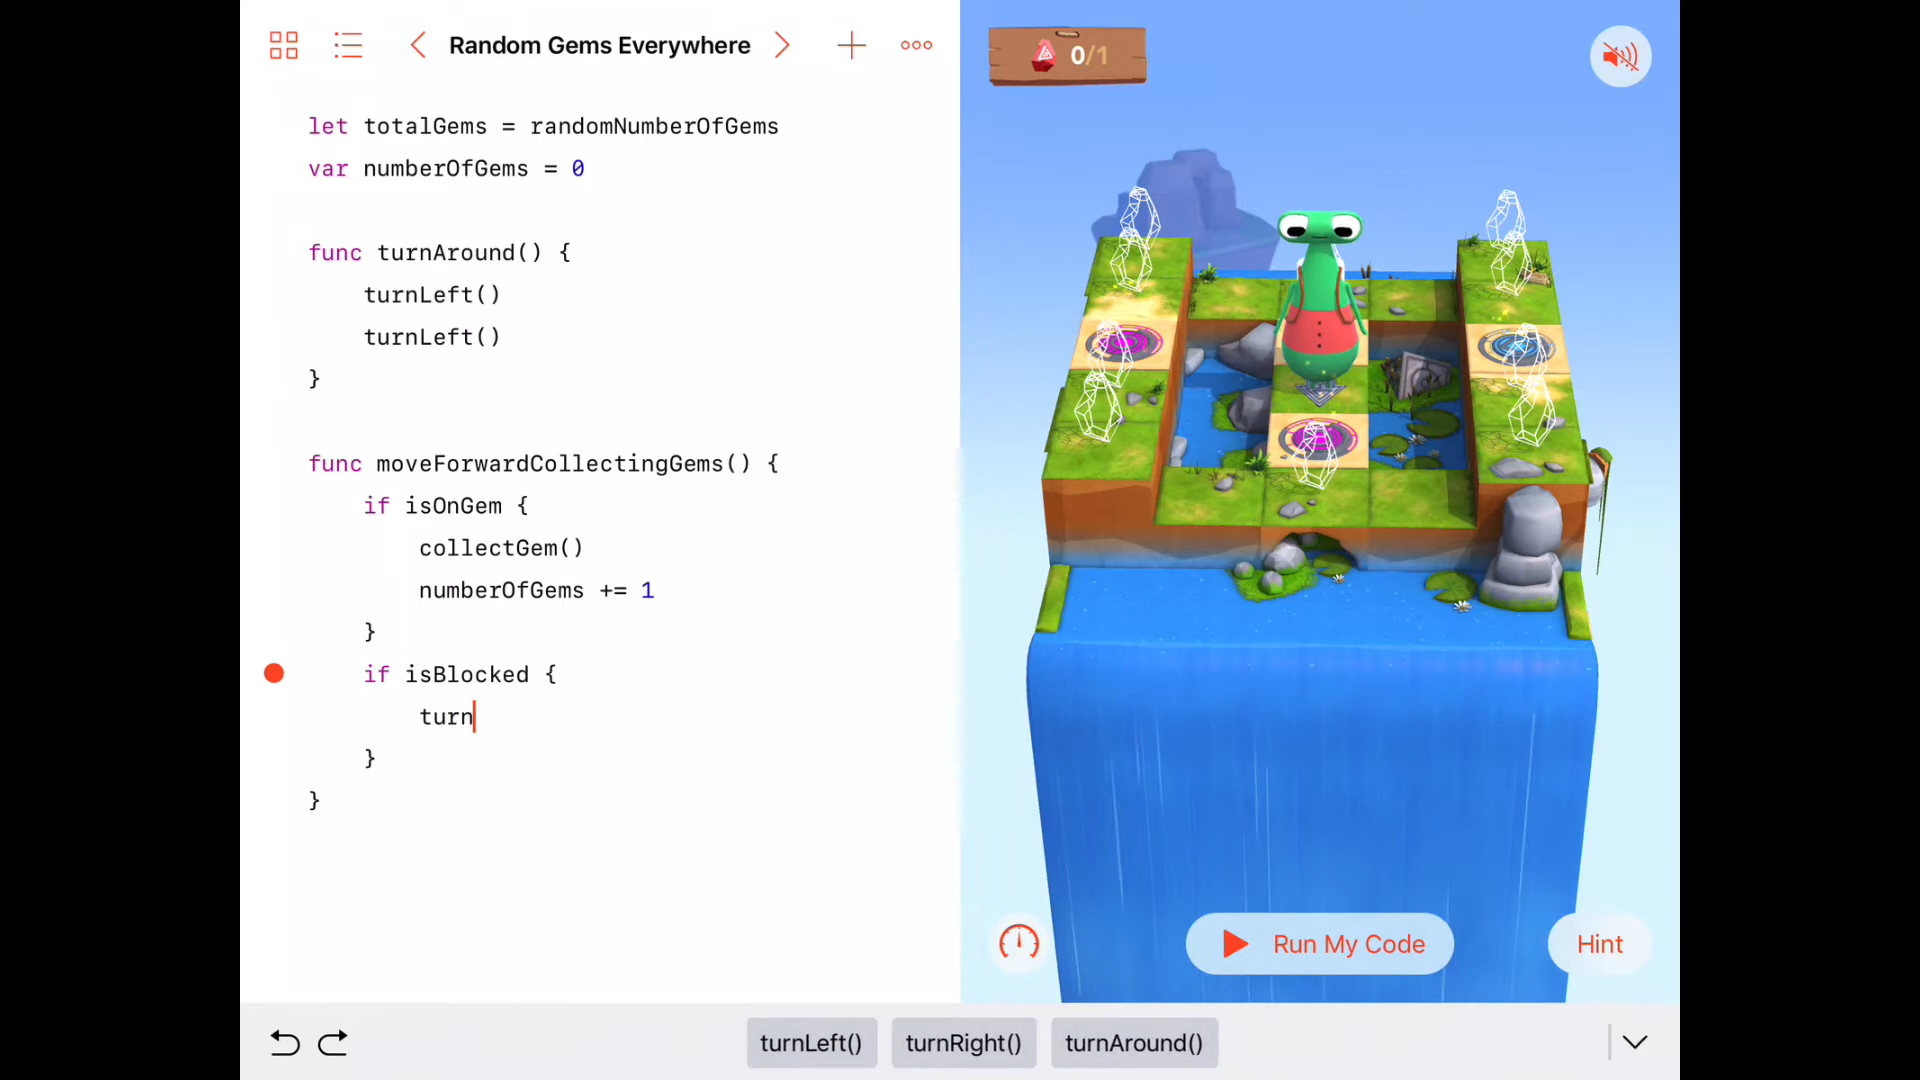 Random Gems Everywhere
let totalGems = randomNumberOfGems
var numberOfGems = 0
func turnAround() {
turnLeft()
turnLeft()
}
func moveForwardCollectingGems() {
if isOnGem {
collectGem()
numberOfGems += 1
}
if isBlocked {
turn
}
}
0/1
Run My Code
Hint
turnLeft()
turnRight()
turnAround()